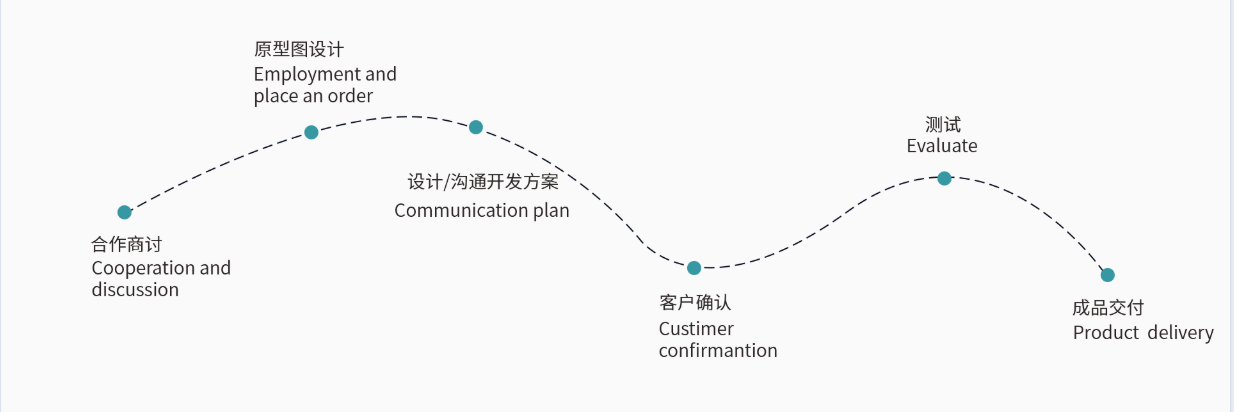 原型图设计
Employment and
place an order
设计/沟通开发方案
Communication plan
合作商讨
Cooperation and
discussion
客户确认
Custimer
confirmantion
测试
Evaluate
成品交付
Product  delivery